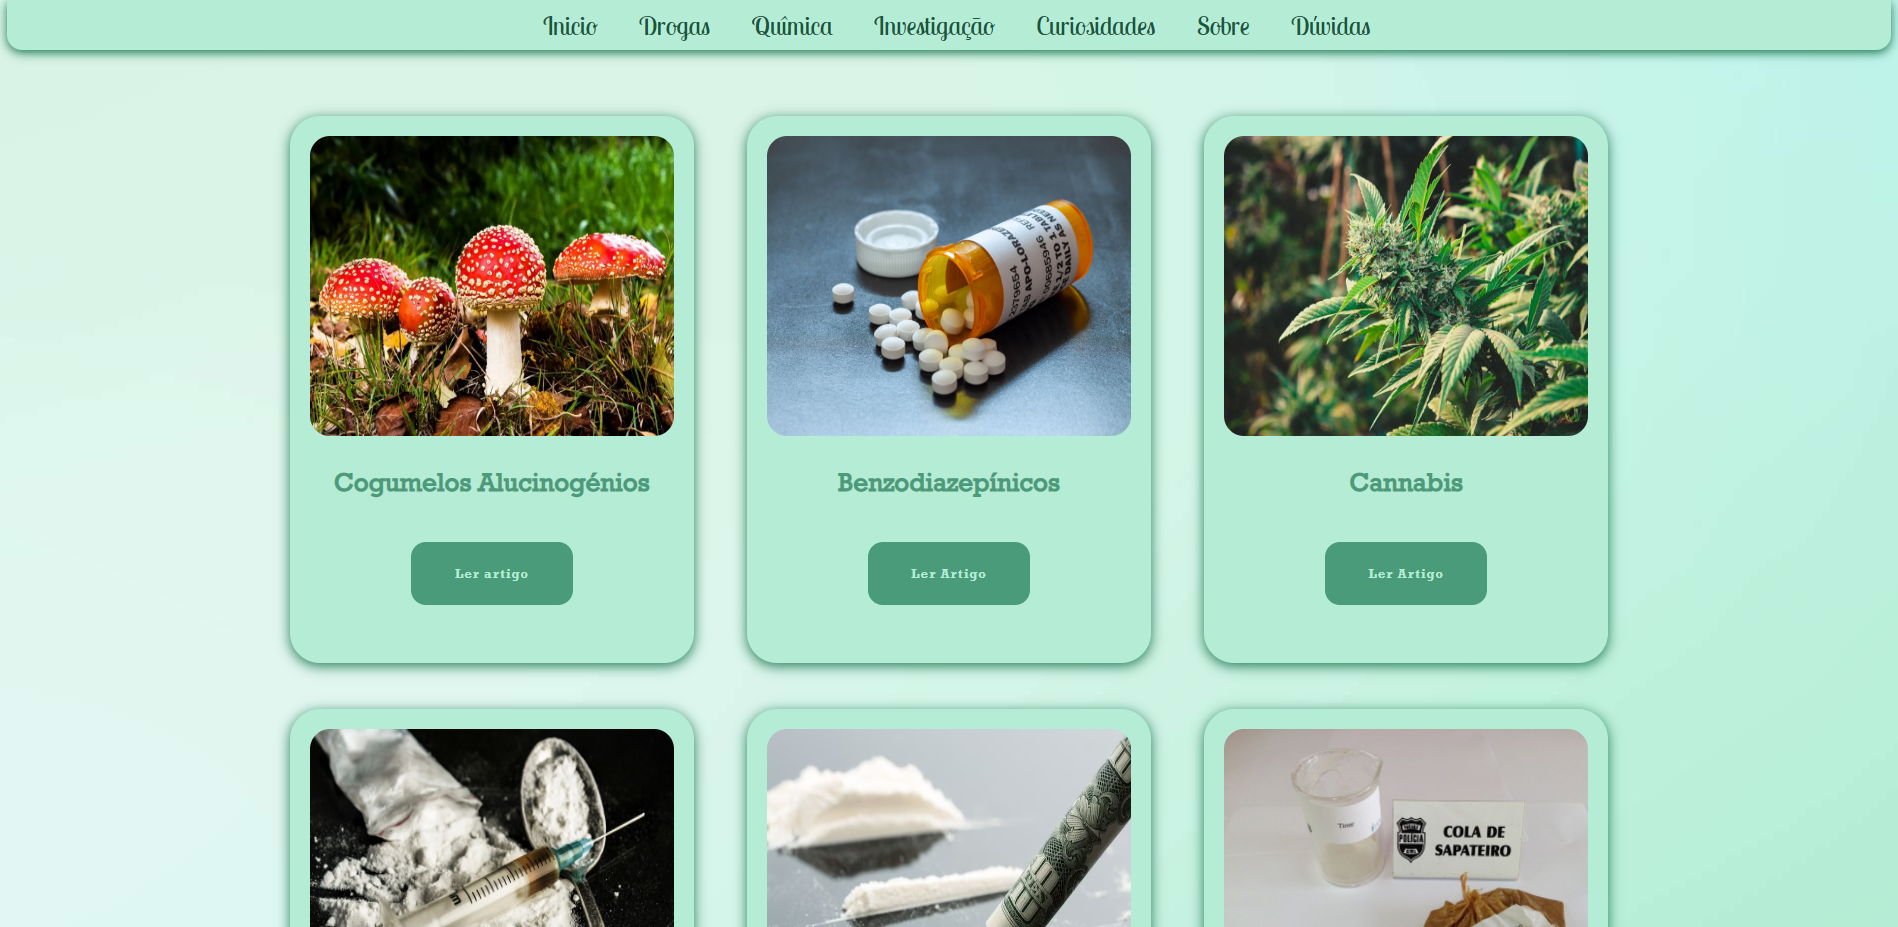 Inicio Drogas Química Investigação Curiosidades Sobre Dúvidas
Cogumelos Alucinogénios
Benzodiazepínicos
Cannabis
Ler artigo
Ler Artigo
Ler Artigo
COLA DE
SAPATEIRO
POLÍCIA